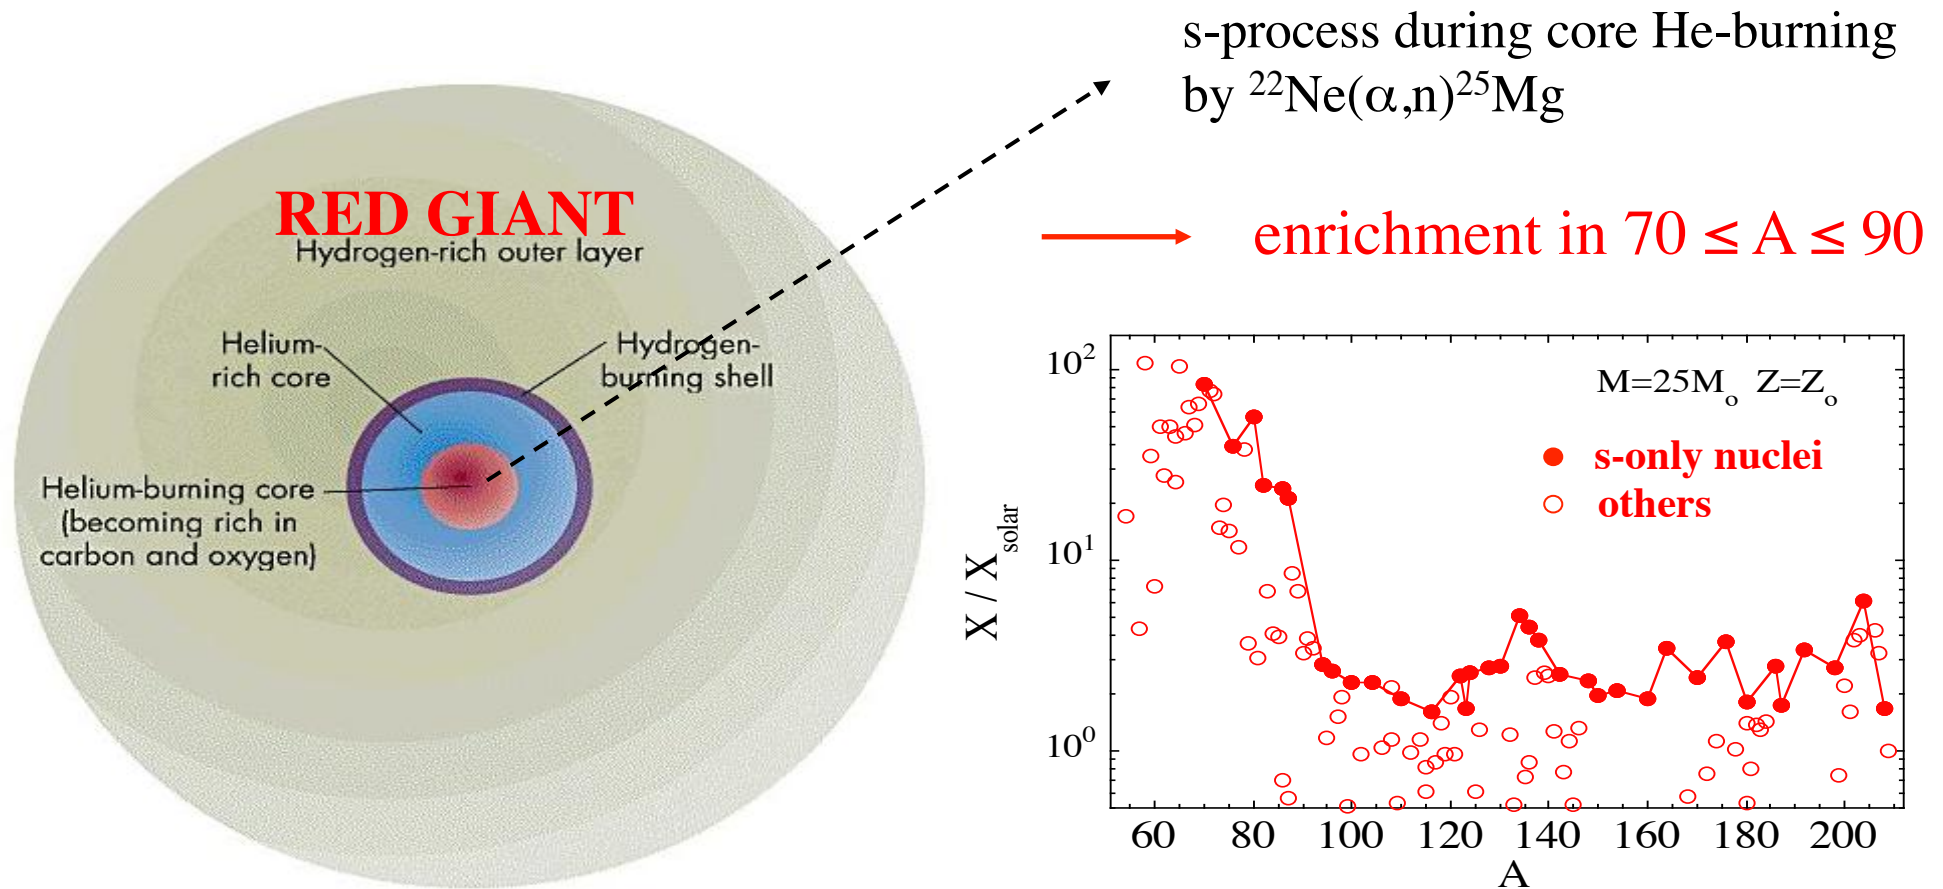 s-process during core He-burning
by ²²Ne(α,n)²⁵Mg
RED GIANT
Hydrogen-rich outer layer
enrichment in 70 ≤ A ≤ 90
Helium-
rich core
Hydrogen-
burning shell
Helium-burning core
(becoming rich in
carbon and oxygen)
M=25Mₒ Z=Zₒ
s-only nuclei
others
X / X_solar
10²
10¹
10⁰
60 80 100 120 140 160 180 200
A